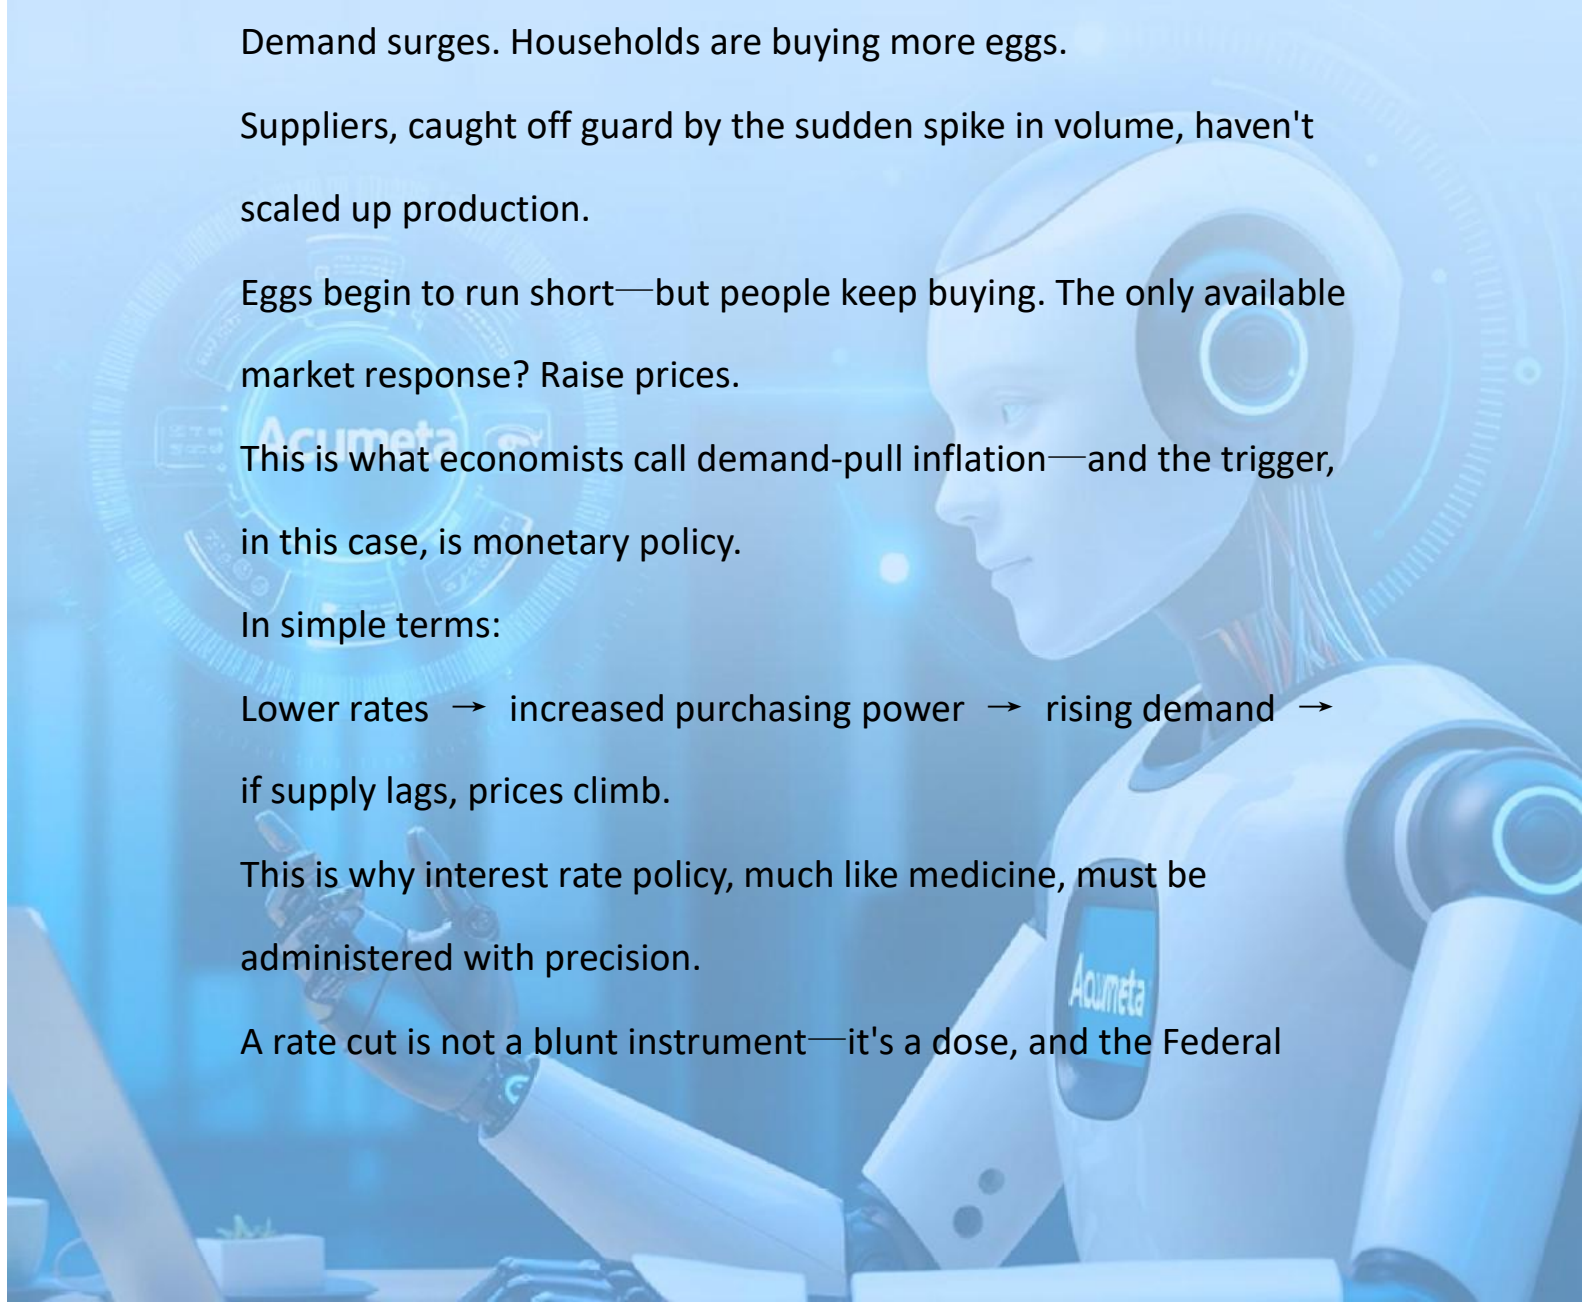 Demand surges. Households are buying more eggs.
Suppliers, caught off guard by the sudden spike in volume, haven't
scaled up production.
Eggs begin to run short—but people keep buying. The only available
market response? Raise prices.
Acumeta
This is what economists call demand-pull inflation—and the trigger,
in this case, is monetary policy.
In simple terms:
Lower rates → increased purchasing power → rising demand →
if supply lags, prices climb.
This is why interest rate policy, much like medicine, must be
administered with precision.
Acumeta
A rate cut is not a blunt instrument—it's a dose, and the Federal